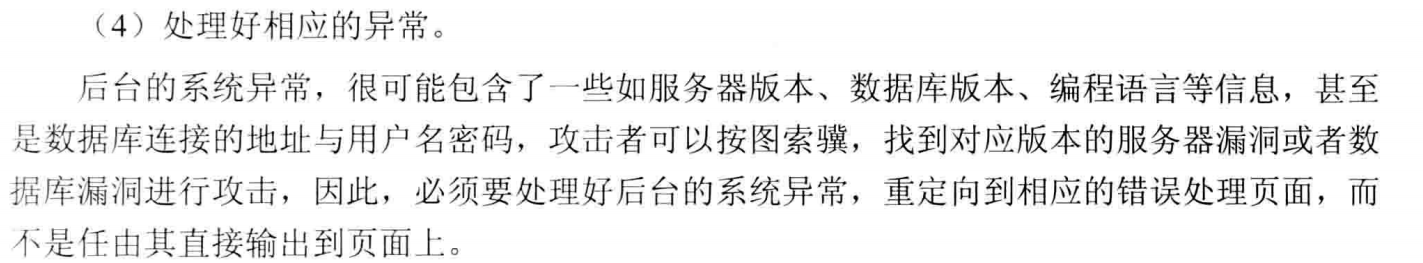 （4）处理好相应的异常。
后台的系统异常，很可能包含了一些如服务器版本、数据库版本、编程语言等信息，甚至
是数据库连接的地址与用户名密码，攻击者可以按图索骥，找到对应版本的服务器漏洞或者数
据库漏洞进行攻击，因此，必须要处理好后台的系统异常，重定向到相应的错误处理页面，而
不是任由其直接输出到页面上。